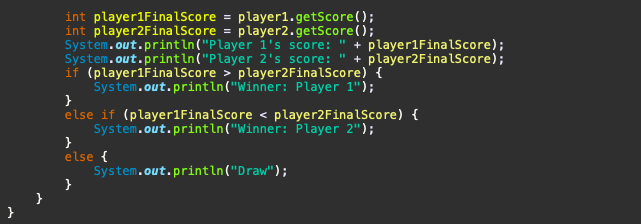 int player1FinalScore = player1.getScore();
int player2FinalScore = player2.getScore();
System.out.println("Player 1's score: " + player1FinalScore);
System.out.println("Player 2's score: " + player2FinalScore);
if (player1FinalScore > player2FinalScore) {
System.out.println("Winner: Player 1");
}
else if (player1FinalScore < player2FinalScore) {
System.out.println("Winner: Player 2");
}
else {
System.out.println("Draw");
}
}
}